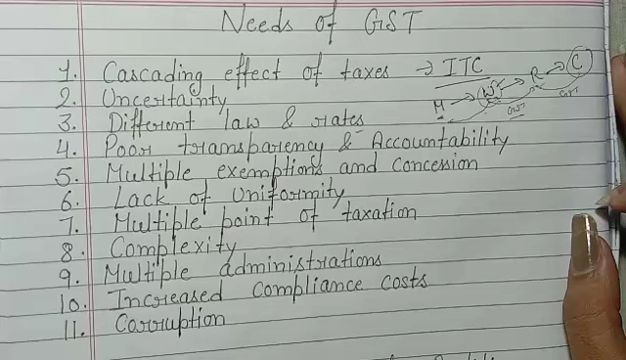 Needs of GST
1. Cascading effect of taxes → ITC
M → W → R → C
2. Uncertainty
3. Different law & rates
4. Poor transparency & Accountability
5. Multiple exemptions and concession
6. Lack of Uniformity
7. Multiple point of taxation
8. Complexity
9. Multiple administrations
10. Increased compliance costs
11. Corruption